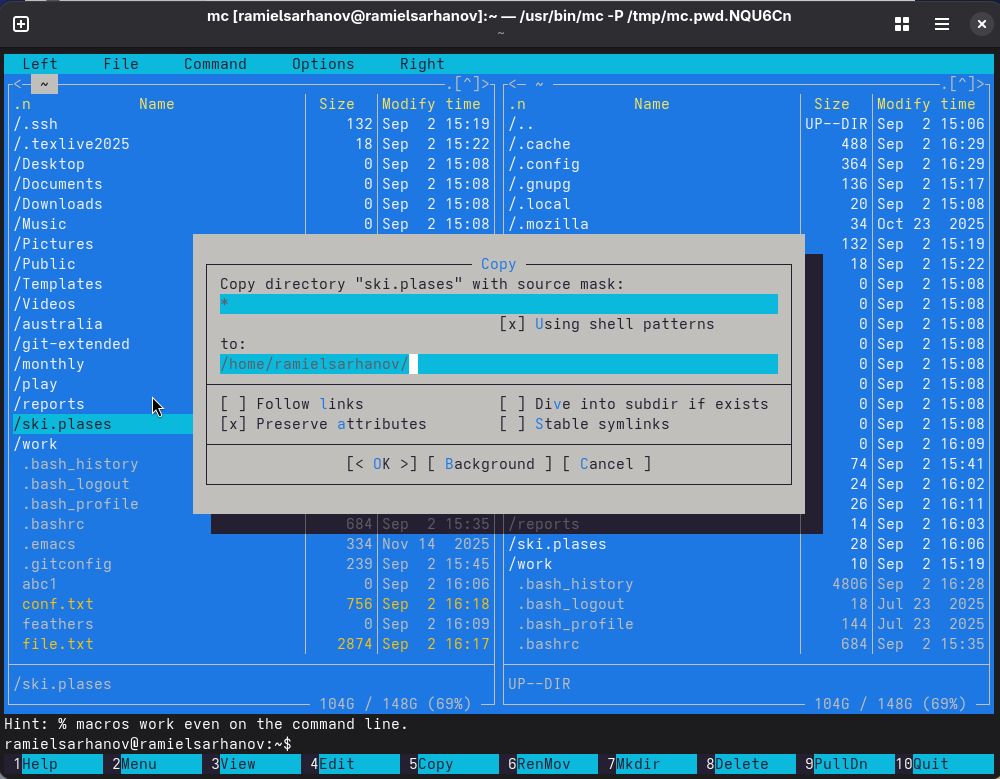 mc [ramielsarhanov@ramielsarhanov]:~ — /usr/bin/mc -P /tmp/mc.pwd.NQU6Cn
~
Left File Command Options Right
<— ~ .[^]> <— ~ .[^]>
.n Name Size Modify time .n Name Size Modify time
/.ssh 132 Sep 2 15:19 /.. UP--DIR Sep 2 15:06
/.texlive2025 18 Sep 2 15:22 /.cache 488 Sep 2 16:29
/Desktop 0 Sep 2 15:08 /.config 364 Sep 2 16:29
/Documents 0 Sep 2 15:08 /.gnupg 136 Sep 2 15:17
/Downloads 0 Sep 2 15:08 /.local 20 Sep 2 15:08
/Music 0 Sep 2 15:08 /.mozilla 34 Oct 23 2025
/Pictures 132 Sep 2 15:19
/Public Copy 18 Sep 2 15:22
/Templates Copy directory "ski.plases" with source mask: 0 Sep 2 15:08
/Videos * 0 Sep 2 15:08
/australia [x] Using shell patterns 0 Sep 2 15:08
/git-extended to: 0 Sep 2 15:08
/monthly /home/ramielsarhanov/ 0 Sep 2 15:08
/play 0 Sep 2 15:08
/reports [ ] Follow links [ ] Dive into subdir if exists 0 Sep 2 15:08
/ski.plases [x] Preserve attributes [ ] Stable symlinks 0 Sep 2 15:08
/work 0 Sep 2 16:09
.bash_history [< OK >] [ Background ] [ Cancel ] 74 Sep 2 15:41
.bash_logout 24 Sep 2 16:02
.bash_profile 26 Sep 2 16:11
.bashrc 684 Sep 2 15:35 /reports 14 Sep 2 16:03
.emacs 334 Nov 14 2025 /ski.plases 28 Sep 2 16:06
.gitconfig 239 Sep 2 15:45 /work 10 Sep 2 15:19
abc1 0 Sep 2 16:06 .bash_history 4806 Sep 2 16:28
conf.txt 756 Sep 2 16:18 .bash_logout 18 Jul 23 2025
feathers 0 Sep 2 16:09 .bash_profile 144 Jul 23 2025
file.txt 2874 Sep 2 16:17 .bashrc 684 Sep 2 15:35
/ski.plases UP--DIR
104G / 148G (69%) 104G / 148G (69%)
Hint: % macros work even on the command line.
ramielsarhanov@ramielsarhanov:~$
1Help 2Menu 3View 4Edit 5Copy 6RenMov 7Mkdir 8Delete 9PullDn 10Quit